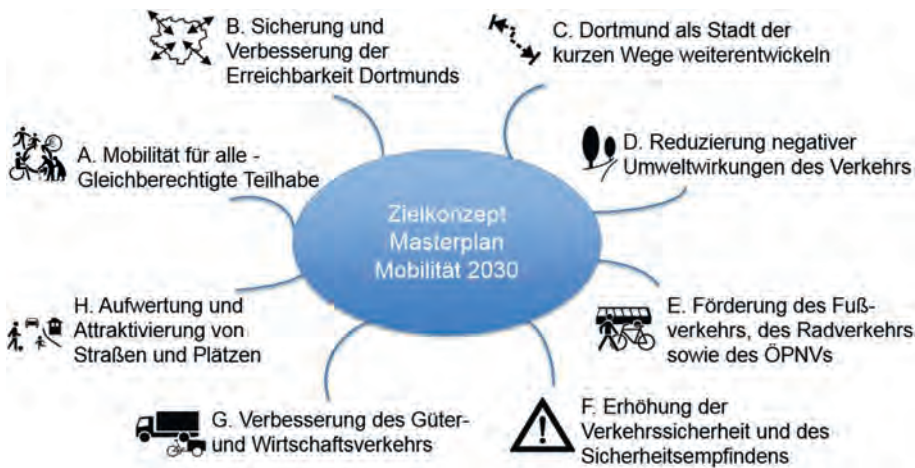 B. Sicherung und
Verbesserung der
Erreichbarkeit Dortmunds
C. Dortmund als Stadt der
kurzen Wege weiterentwickeln
A. Mobilität für alle -
Gleichberechtigte Teilhabe
D. Reduzierung negativer
Umweltwirkungen des Verkehrs
Zielkonzept
Masterplan
Mobilität 2030
H. Aufwertung und
Attraktivierung von
Straßen und Plätzen
E. Förderung des Fuß-
verkehrs, des Radverkehrs
sowie des ÖPNVs
G. Verbesserung des Güter-
und Wirtschaftsverkehrs
F. Erhöhung der
Verkehrssicherheit und des
Sicherheitsempfindens